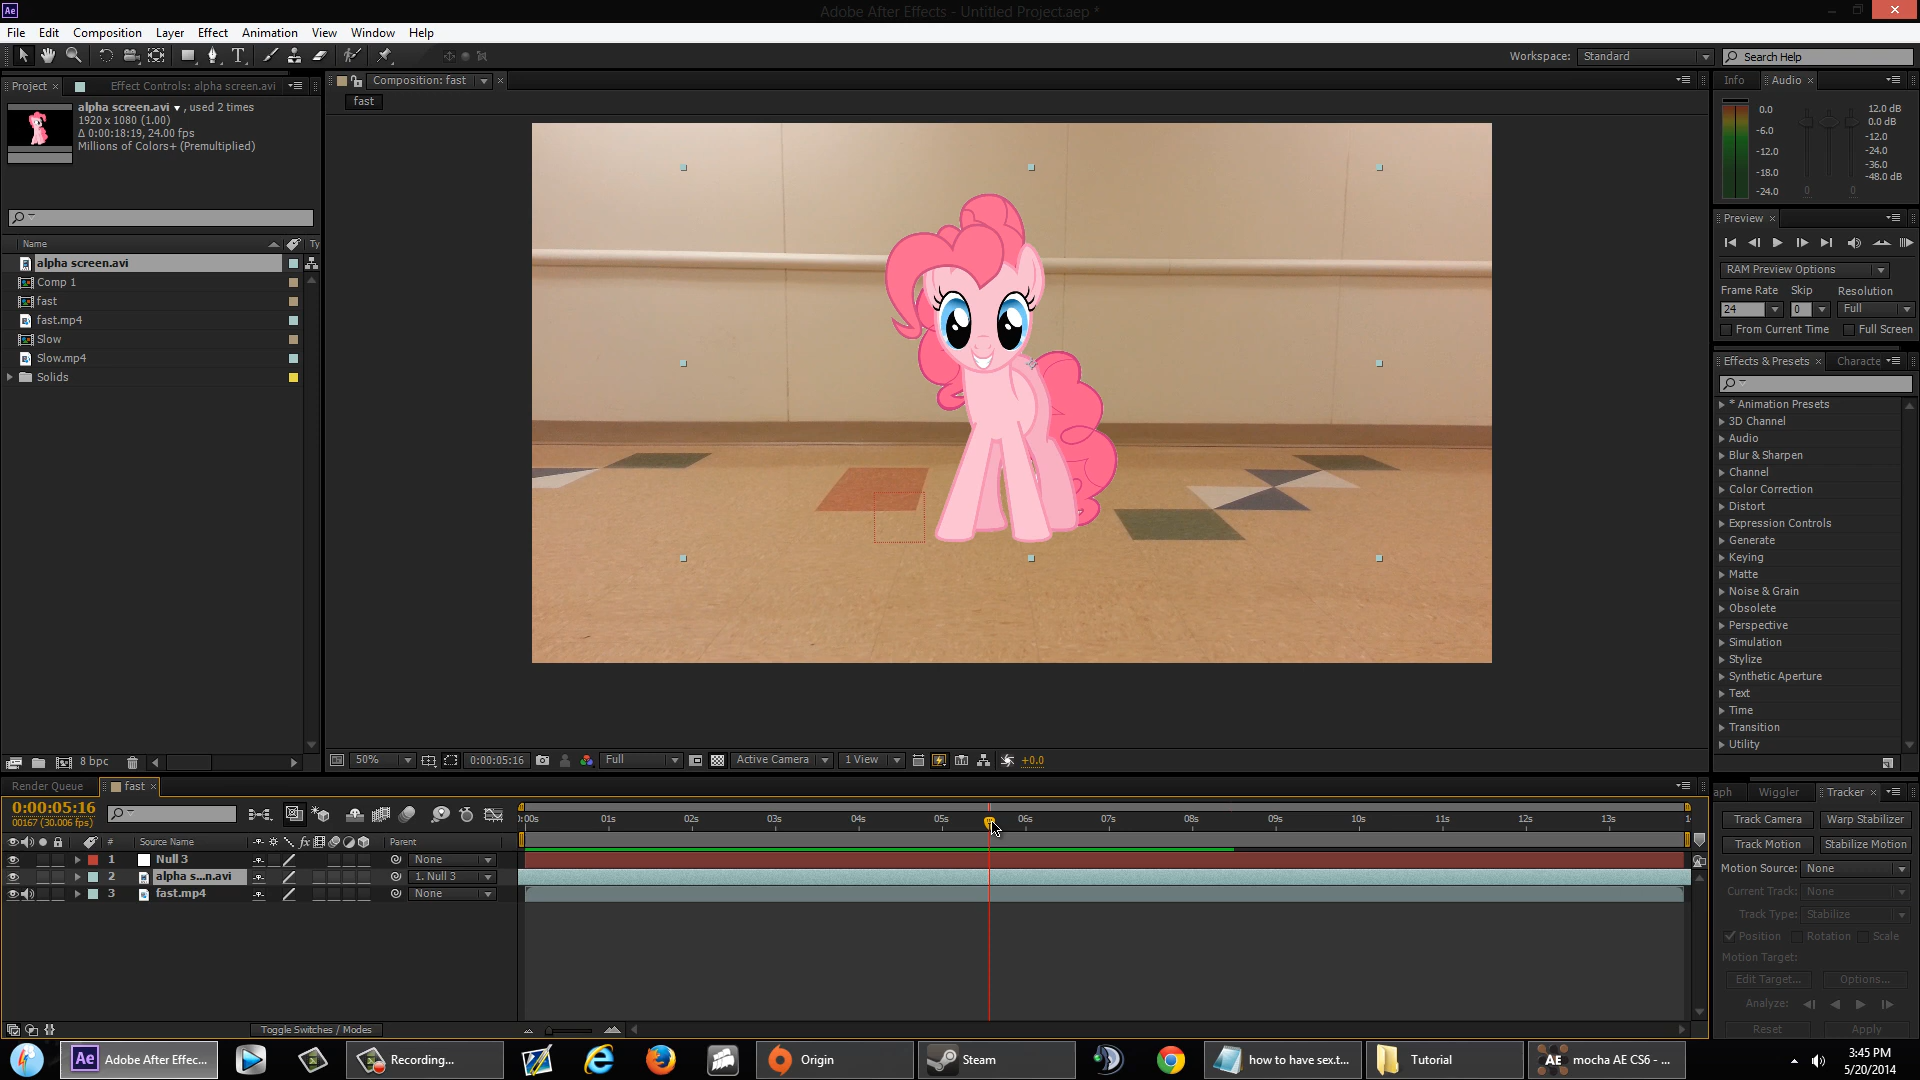 Ae
Adobe After Effects - Untitled Project.aep *
File Edit Composition Layer Effect Animation View Window Help
Workspace: Standard
Search Help
Project × Effect Controls: alpha screen.avi
alpha screen.avi ▼ , used 2 times
1920 x 1080 (1.00)
Δ 0:00:18:19, 24.00 fps
Millions of Colors+ (Premultiplied)
Name Ty
alpha screen.avi
Comp 1
fast
fast.mp4
Slow
Slow.mp4
Solids
8 bpc
Composition: fast
fast
50% 0:00:05:16 Full Active Camera 1 View +0.0
Info Audio ×
0.0
-6.0
-12.0
-18.0
-24.0
12.0 dB
0.0 dB
-12.0
-24.0
-36.0
-48.0 dB
0 0
Preview ×
RAM Preview Options
Frame Rate Skip Resolution
24 0 Full
From Current Time Full Screen
Effects & Presets × Characte
* Animation Presets
3D Channel
Audio
Blur & Sharpen
Channel
Color Correction
Distort
Expression Controls
Generate
Keying
Matte
Noise & Grain
Obsolete
Perspective
Simulation
Stylize
Synthetic Aperture
Text
Time
Transition
Utility
Render Queue fast ×
0:00:05:16
00167 (30.006 fps)
:00s 01s 02s 03s 04s 05s 06s 07s 08s 09s 10s 11s 12s 13s 1
# Source Name fx Parent
1 Null 3 None
2 alpha s...n.avi 1. Null 3
3 fast.mp4 None
Toggle Switches / Modes
aph Wiggler Tracker ×
Track Camera Warp Stabilizer
Track Motion Stabilize Motion
Motion Source: None
Current Track: None
Track Type: Stabilize
Position Rotation Scale
Motion Target:
Edit Target... Options...
Analyze:
Reset Apply
Ae Adobe After Effec...
Recording...
Origin
Steam
how to have sex.t...
Tutorial
AE mocha AE CS6 - ...
3:45 PM
5/20/2014